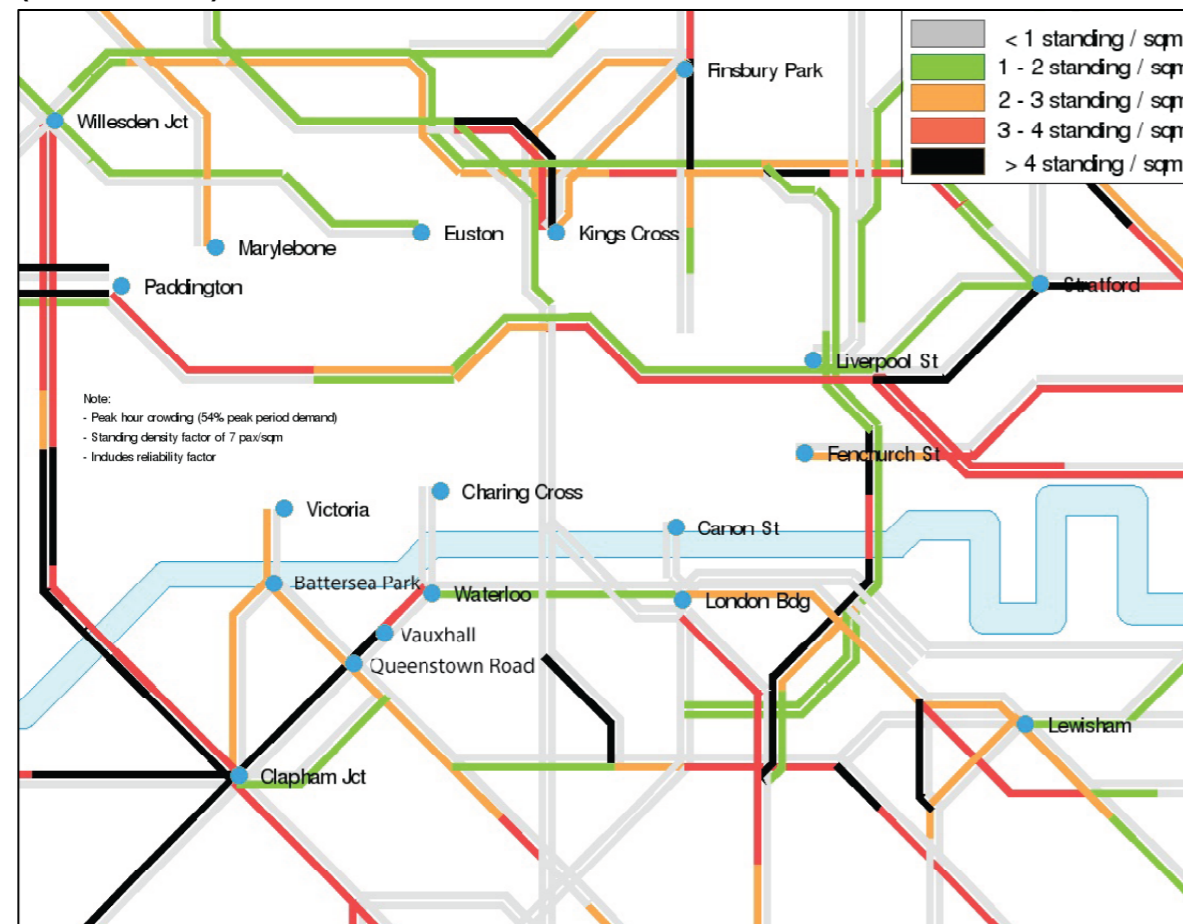 < 1 standing / sqm
1 - 2 standing / sqm
2 - 3 standing / sqm
3 - 4 standing / sqm
> 4 standing / sqm
Finsbury Park
Willesden Jct
Euston
Kings Cross
Marylebone
Paddington
Stratford
Liverpool St
Note:
- Peak hour crowding (54% peak period demand)
- Standing density factor of 7 pax/sqm
- Includes reliability factor
Fenchurch St
Charing Cross
Victoria
Canon St
Battersea Park
Waterloo
London Bdg
Vauxhall
Queenstown Road
Lewisham
Clapham Jct